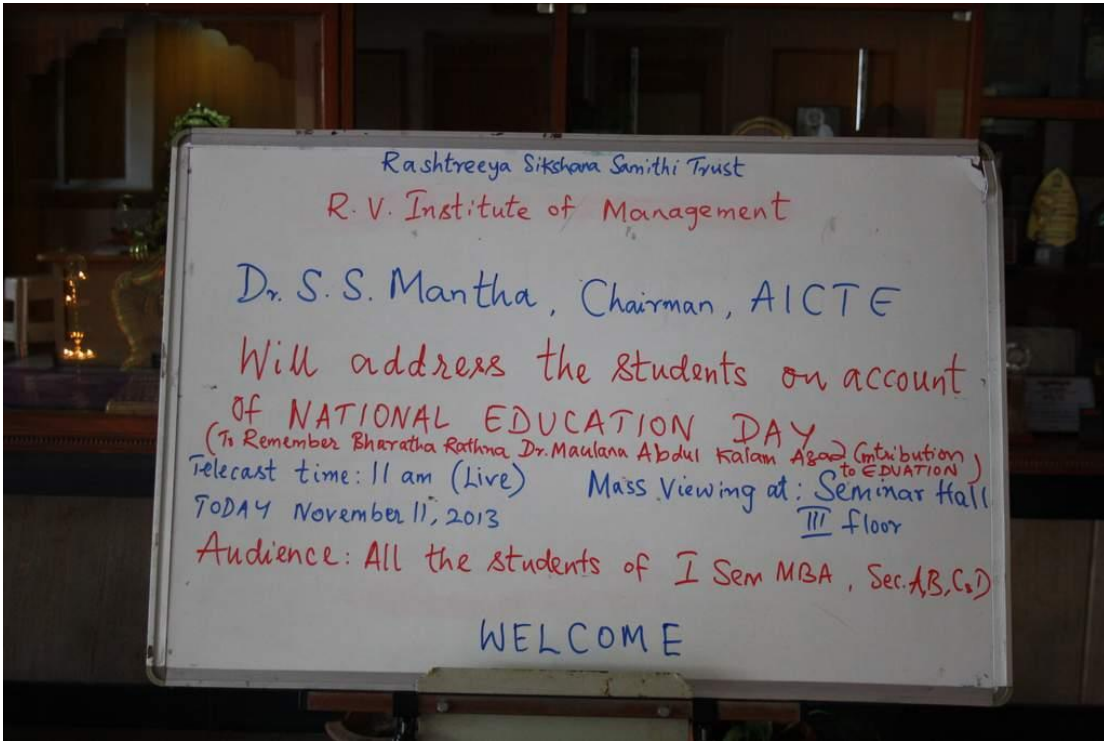 Rashtreeya Sikshana Samithi Trust
R. V. Institute of Management
Dr. S. S. Mantha, Chairman, AICTE
Will address the students on account
of NATIONAL EDUCATION DAY
(To Remember Bharatha Rathna Dr. Maulana Abdul Kalam Azad Contribution
to EDUATION)
Telecast time: 11 am (Live)
TODAY November 11, 2013
Mass Viewing at: Seminar Hall
III floor
Audience: All the students of I Sem MBA, Sec. A,B,C&D
WELCOME